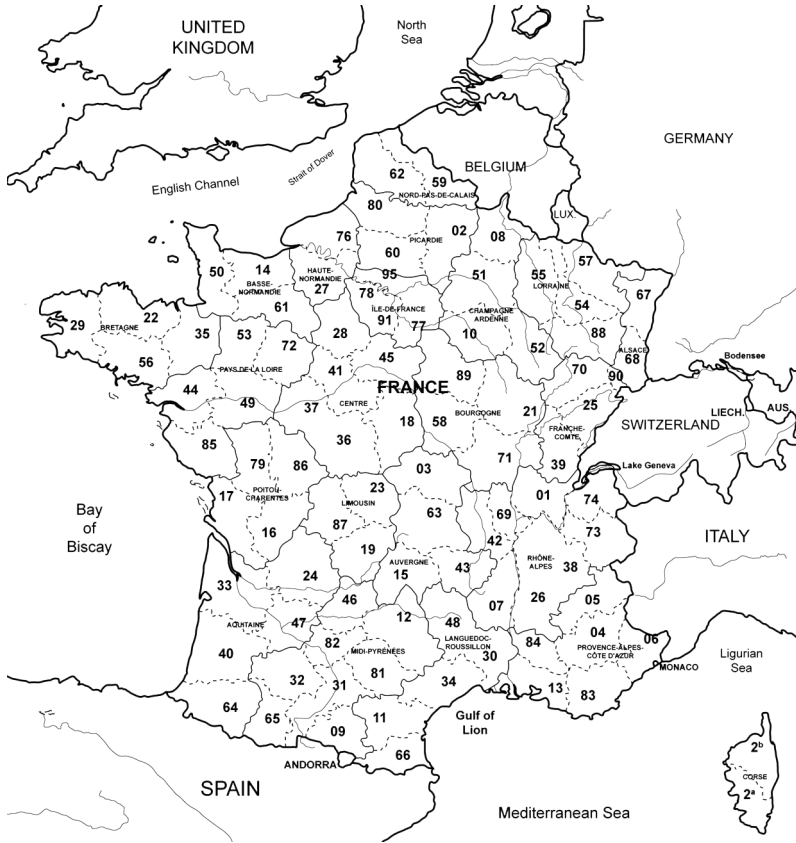 UNITED
KINGDOM
North
Sea
GERMANY
BELGIUM
Strait of Dover
English Channel
62
59
NORD-PAS-DE-CALAIS
80
LUX.
76
02
08
PICARDIE
60
57
50
14
HAUTE-
NORMANDIE
95
51
55
LORRAINE
67
BASSE-
NORMANDIE
27
78
54
61
ÎLE-DE-FRANCE
CHAMPAGNE
ARDENNE
29
22
BRETAGNE
35
53
72
28
91
77
10
88
56
52
ALSACE
68
45
Bodensee
PAYS-DE-LA LOIRE
41
89
70
90
FRANCE
44
49
37
CENTRE
BOURGOGNE
21
25
LIECH.
AUS.
18
58
SWITZERLAND
FRANCHE-
COMTE
85
36
79
86
71
39
03
Lake Geneva
17
POITOU-
CHARENTES
23
LIMOUSIN
01
74
Bay
of
Biscay
87
63
69
16
42
73
ITALY
19
RHÔNE-
ALPES
AUVERGNE
43
38
24
15
33
46
07
26
05
12
48
AQUITAINE
47
04
06
82
LANGUEDOC-
ROUSSILLON
84
40
MIDI-PYRÉNÉES
30
PROVENCE-ALPES-
CÔTE D'AZUR
Ligurian
Sea
MONACO
32
31
81
34
13
83
64
65
11
Gulf of
Lion
09
66
ANDORRA
2b
CORSE
2a
SPAIN
Mediterranean Sea